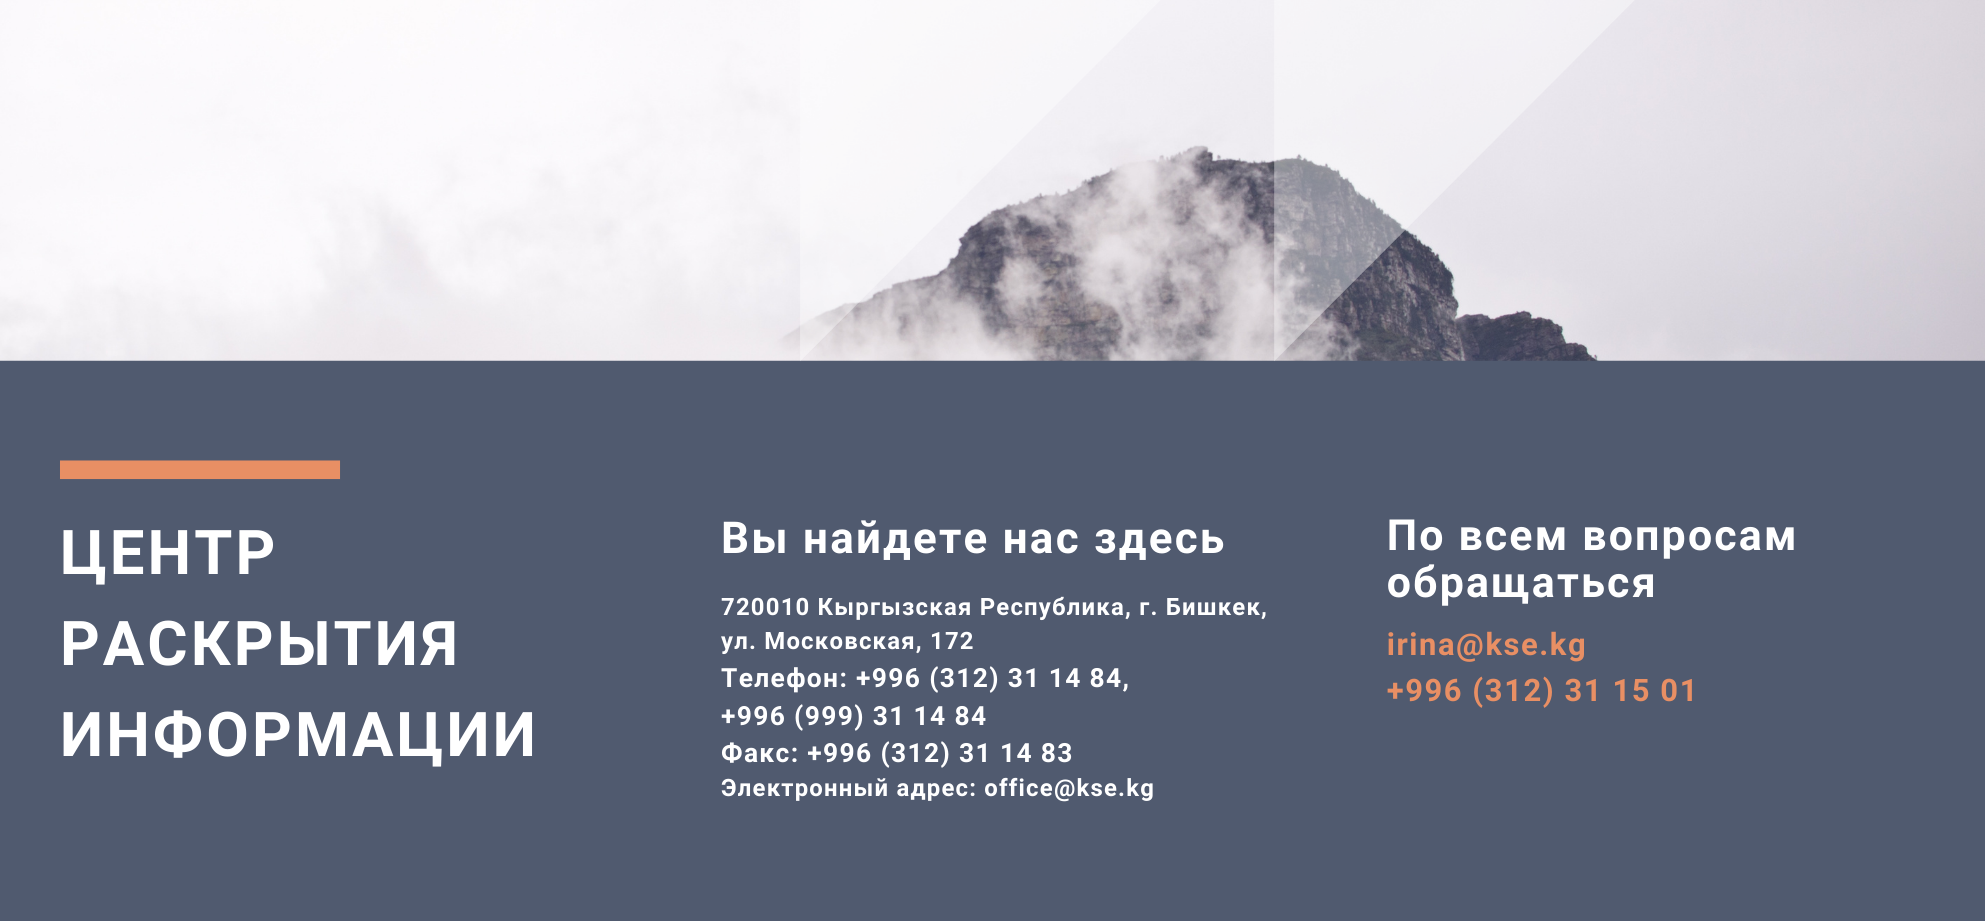 ЦЕНТР
РАСКРЫТИЯ
ИНФОРМАЦИИ
Вы найдете нас здесь
720010 Кыргызская Республика, г. Бишкек,
ул. Московская, 172
Телефон: +996 (312) 31 14 84,
+996 (999) 31 14 84
Факс: +996 (312) 31 14 83
Электронный адрес: office@kse.kg
По всем вопросам
обращаться
irina@kse.kg
+996 (312) 31 15 01